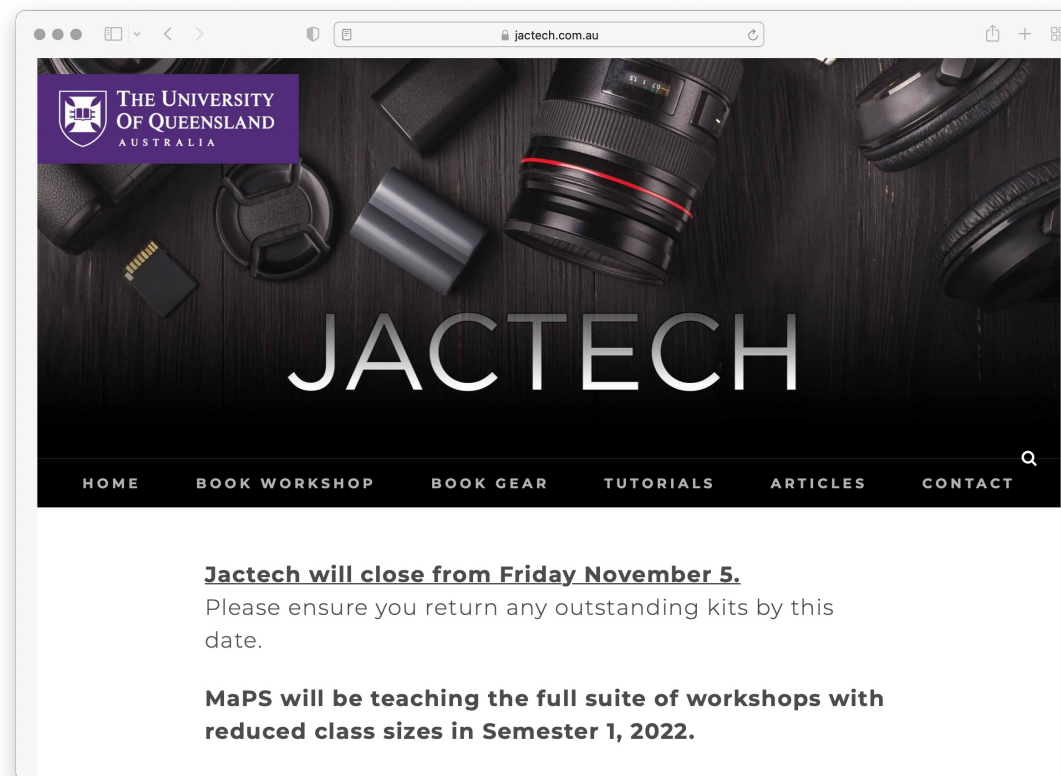 jactech.com.au
THE UNIVERSITY
OF QUEENSLAND
AUSTRALIA
JACTECH
HOME BOOK WORKSHOP BOOK GEAR TUTORIALS ARTICLES CONTACT
Jactech will close from Friday November 5.
Please ensure you return any outstanding kits by this
date.
MaPS will be teaching the full suite of workshops with
reduced class sizes in Semester 1, 2022.